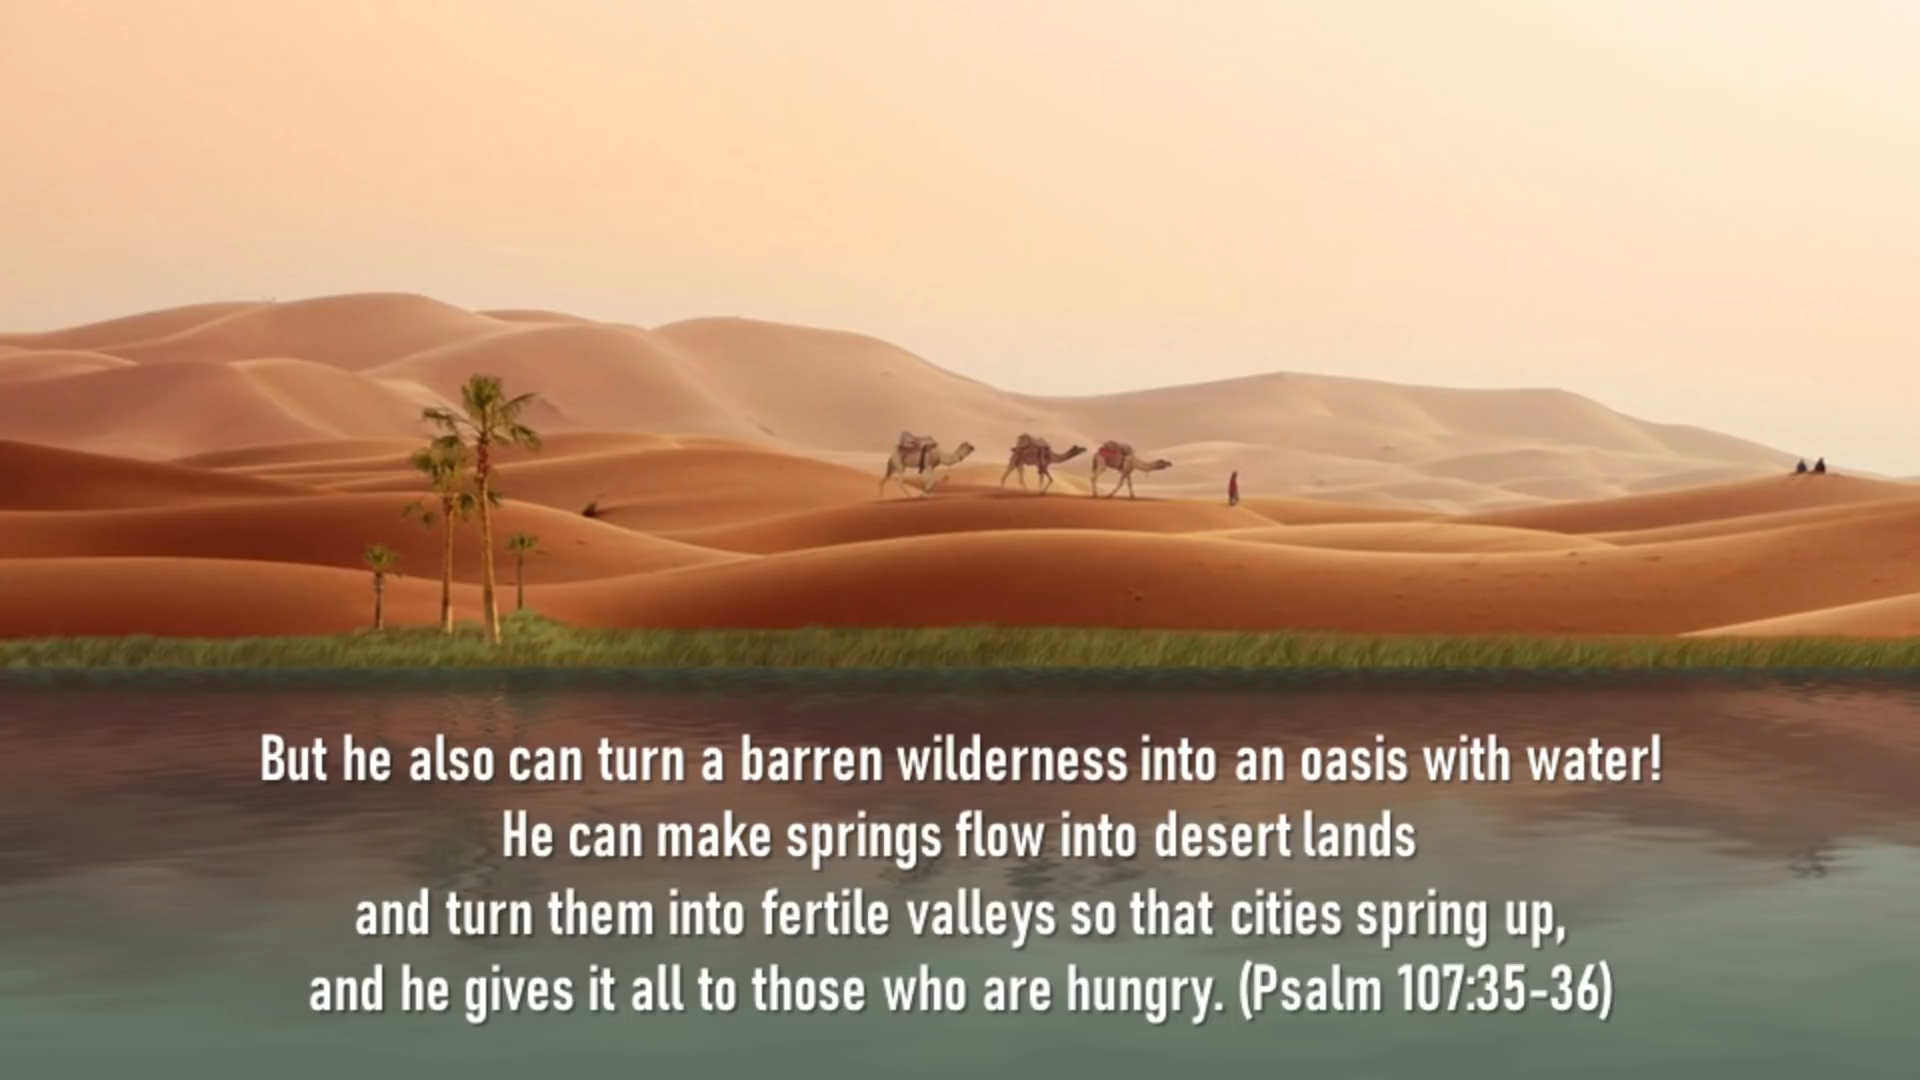 But he also can turn a barren wilderness into an oasis with water!
He can make springs flow into desert lands
and turn them into fertile valleys so that cities spring up,
and he gives it all to those who are hungry. (Psalm 107:35-36)